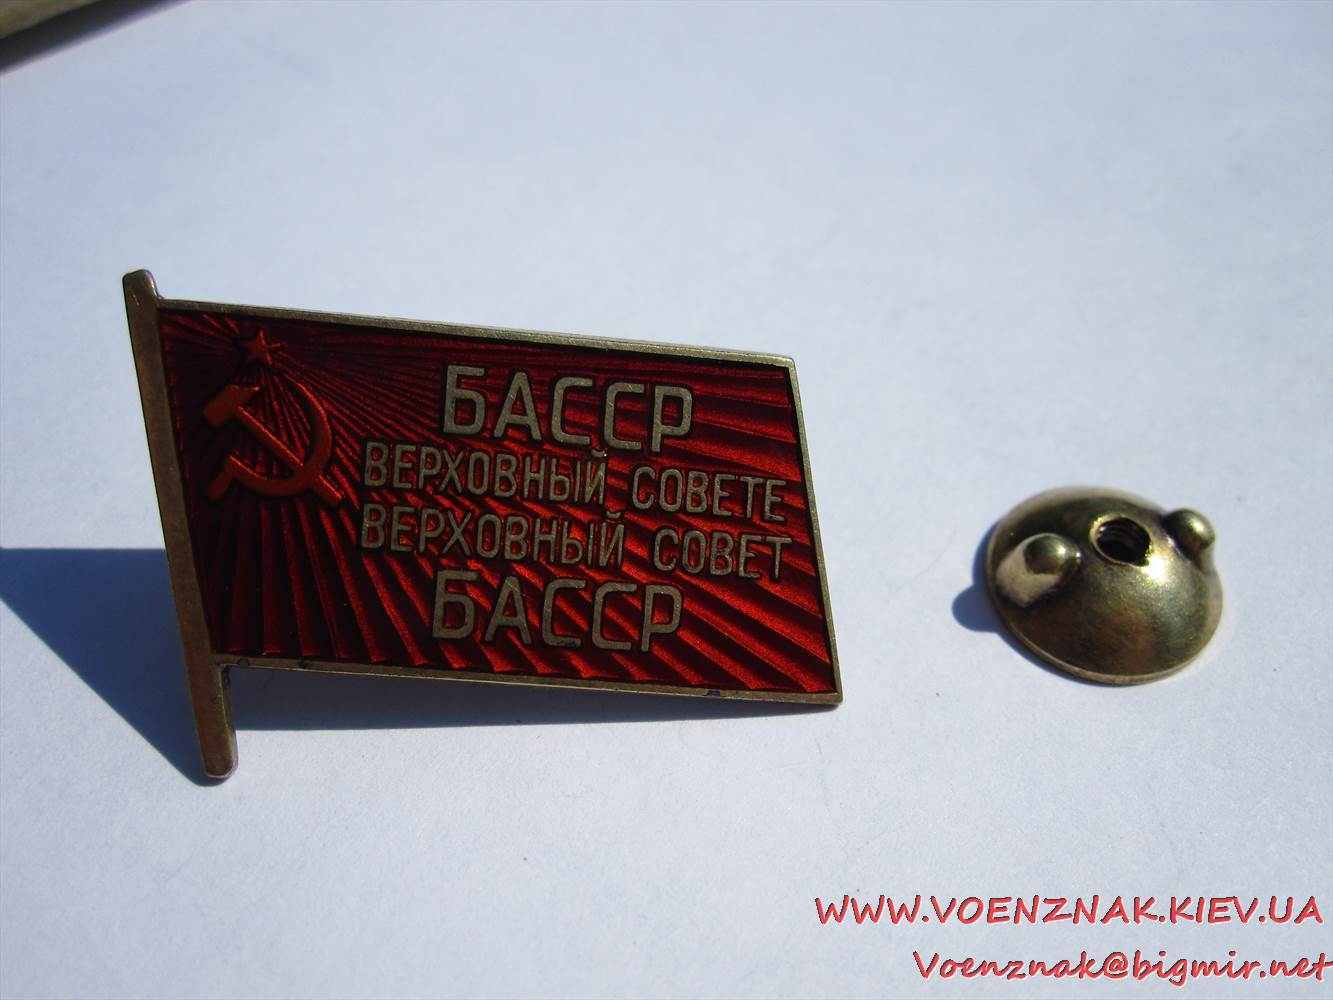 БАССР
ВЕРХОВНЫЙ СОВЕТЕ
ВЕРХОВНЫЙ СОВЕТ
БАССР
WWW.VOENZNAK.KIEV.UA
Voenznak@bigmir.net